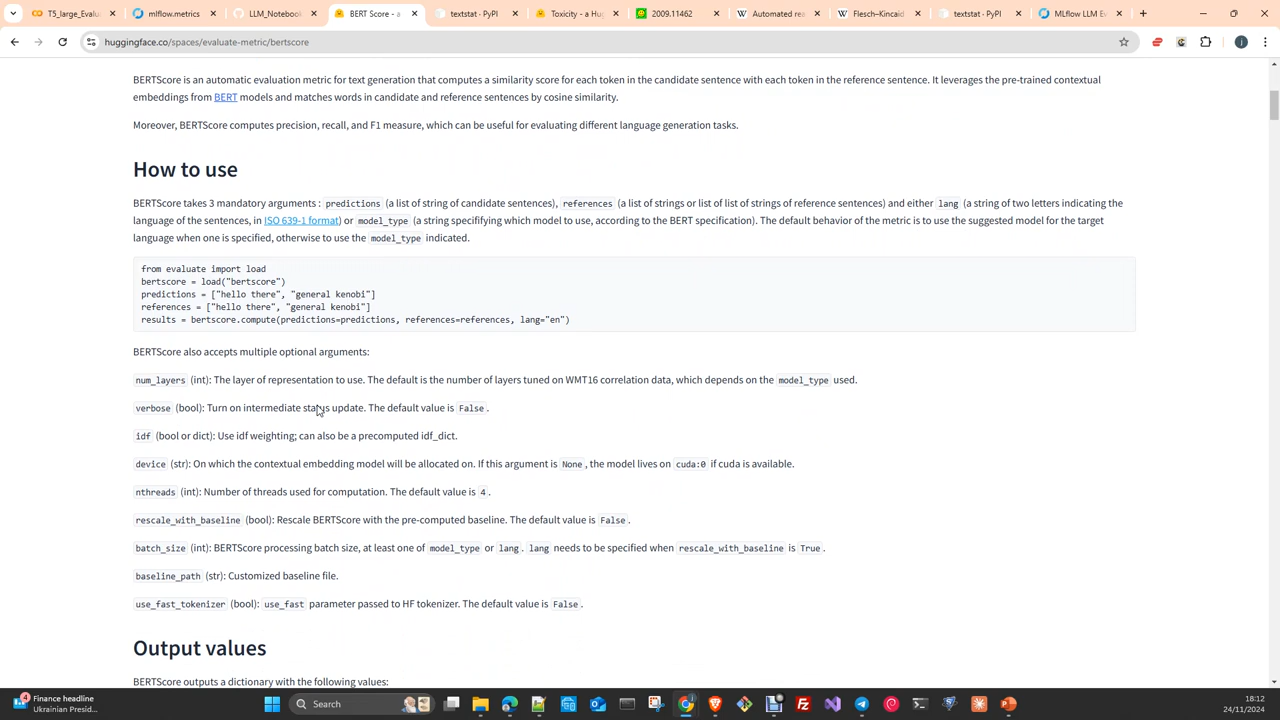 T5_large_Evalu
mlflow.metrics
LLM_Notebook
BERT Score - a
textstat - PyPI
Toxicity - a Hug
2009.11462
Automated rea
Flesch–Kincaid
textstat - PyPI
MLflow LLM Ev
huggingface.co/spaces/evaluate-metric/bertscore
BERTScore is an automatic evaluation metric for text generation that computes a similarity score for each token in the candidate sentence with each token in the reference sentence. It leverages the pre-trained contextual
embeddings from BERT models and matches words in candidate and reference sentences by cosine similarity.
Moreover, BERTScore computes precision, recall, and F1 measure, which can be useful for evaluating different language generation tasks.
How to use
BERTScore takes 3 mandatory arguments : predictions (a list of string of candidate sentences), references (a list of strings or list of list of strings of reference sentences) and either lang (a string of two letters indicating the
language of the sentences, in ISO 639-1 format) or model_type (a string specififying which model to use, according to the BERT specification). The default behavior of the metric is to use the suggested model for the target
language when one is specified, otherwise to use the model_type indicated.
from evaluate import load
bertscore = load("bertscore")
predictions = ["hello there", "general kenobi"]
references = ["hello there", "general kenobi"]
results = bertscore.compute(predictions=predictions, references=references, lang="en")
BERTScore also accepts multiple optional arguments:
num_layers (int): The layer of representation to use. The default is the number of layers tuned on WMT16 correlation data, which depends on the model_type used.
verbose (bool): Turn on intermediate status update. The default value is False.
idf (bool or dict): Use idf weighting; can also be a precomputed idf_dict.
device (str): On which the contextual embedding model will be allocated on. If this argument is None, the model lives on cuda:0 if cuda is available.
nthreads (int): Number of threads used for computation. The default value is 4.
rescale_with_baseline (bool): Rescale BERTScore with the pre-computed baseline. The default value is False.
batch_size (int): BERTScore processing batch size, at least one of model_type or lang. lang needs to be specified when rescale_with_baseline is True.
baseline_path (str): Customized baseline file.
use_fast_tokenizer (bool): use_fast parameter passed to HF tokenizer. The default value is False.
Output values
BERTScore outputs a dictionary with the following values:
Finance headline
Ukrainian Presid...
Search
18:12
24/11/2024